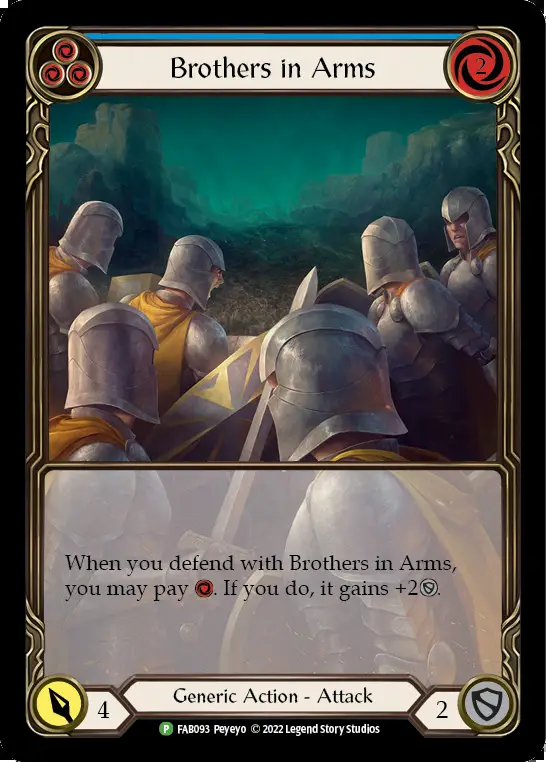 Brothers in Arms
2
When you defend with Brothers in Arms,
you may pay . If you do, it gains +2.
4
Generic Action - Attack
2
P FAB093 Peyeyo © 2022 Legend Story Studios